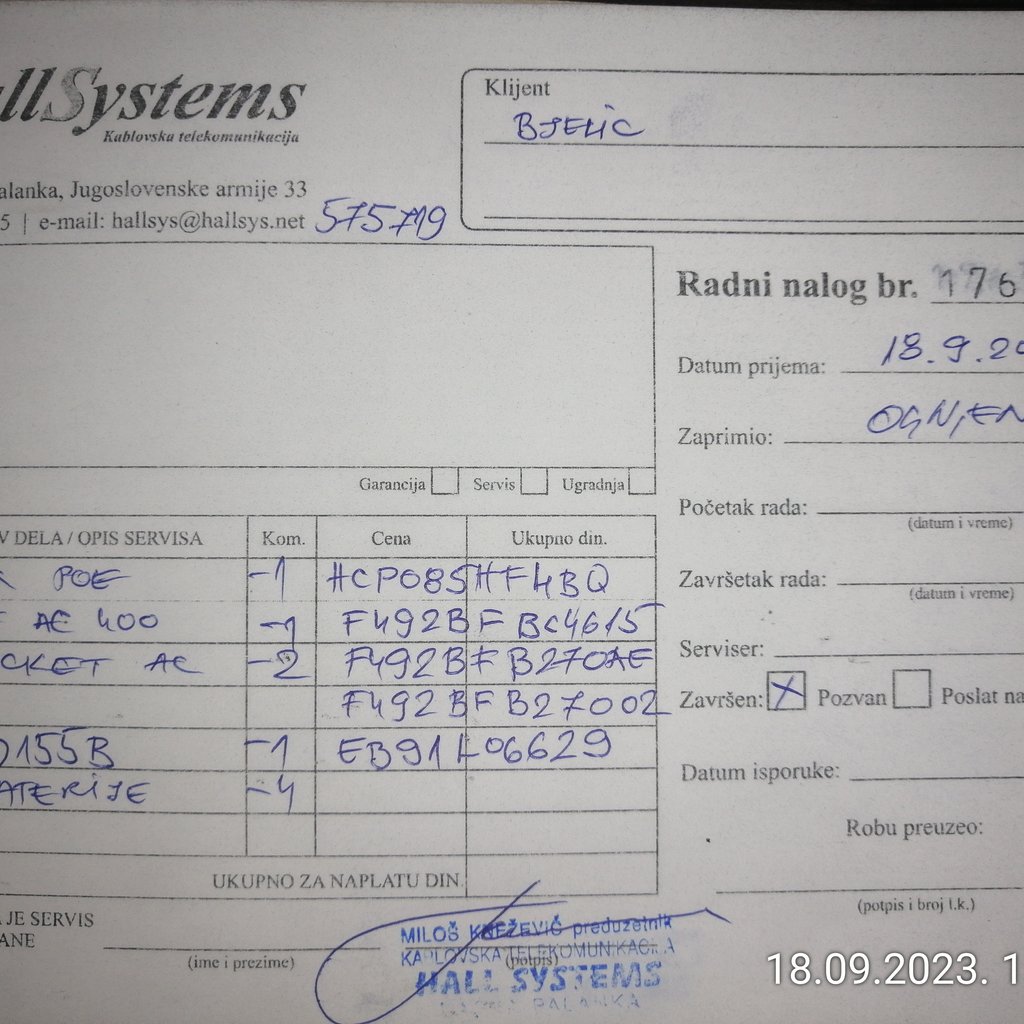 allSystems
Kablovska telekomunikacija
alanka, Jugoslovenske armije 33
5 | e-mail: hallsys@hallsys.net 575719
Klijent
BJELIC
Radni nalog br. 176
Datum prijema: 18.9.20
Zaprimio: OGNJEN
Početak rada:
(datum i vreme)
Završetak rada:
(datum i vreme)
Serviser:
Završen: X Pozvan Poslat na
Datum isporuke:
Robu preuzeo:
(potpis i broj l.k.)
Garancija Servis Ugradnja
V DELA / OPIS SERVISA Kom. Cena Ukupno din.
POE -1 HCP085HF4BQ
AC 400 -1 F492BFBC4615
CKET AC -2 F492BFB270AE
F492BFB27002
155B -1 EB91L06629
ATERIJE -4
UKUPNO ZA NAPLATU DIN.
JE SERVIS
ANE
(ime i prezime)
(potpis)
MILOŠ KNEŽEVIĆ preduzetnik
KABLOVSKA TELEKOMUNIKACIJA
HALL SYSTEMS
PALANKA
18.09.2023. 1